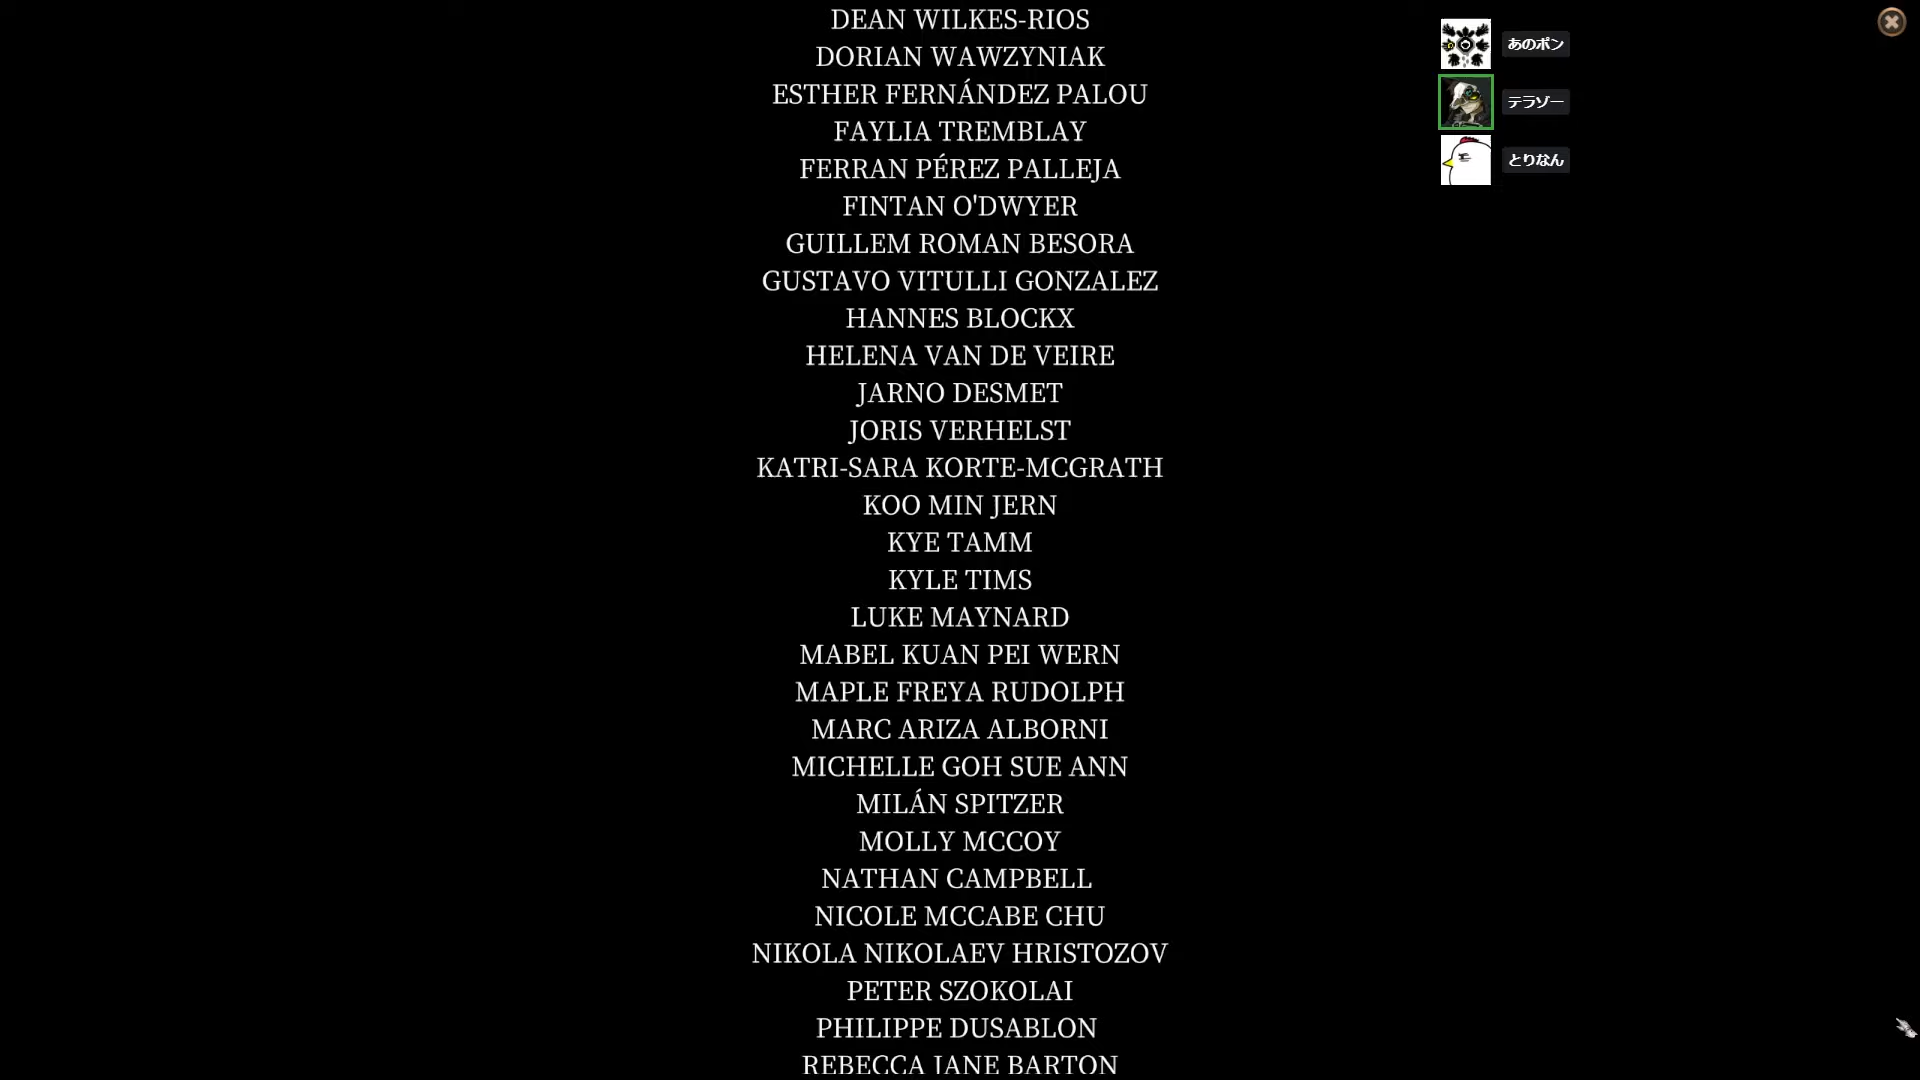 DEAN WILKES-RIOS
DORIAN WAWZYNIAK
ESTHER FERNÁNDEZ PALOU
FAYLIA TREMBLAY
FERRAN PÉREZ PALLEJA
FINTAN O'DWYER
GUILLEM ROMAN BESORA
GUSTAVO VITULLI GONZALEZ
HANNES BLOCKX
HELENA VAN DE VEIRE
JARNO DESMET
JORIS VERHELST
KATRI-SARA KORTE-MCGRATH
KOO MIN JERN
KYE TAMM
KYLE TIMS
LUKE MAYNARD
MABEL KUAN PEI WERN
MAPLE FREYA RUDOLPH
MARC ARIZA ALBORNI
MICHELLE GOH SUE ANN
MILÁN SPITZER
MOLLY MCCOY
NATHAN CAMPBELL
NICOLE MCCABE CHU
NIKOLA NIKOLAEV HRISTOZOV
PETER SZOKOLAI
PHILIPPE DUSABLON
REBECCA JANE BARTON
あのポン
テラゾー
とりなん